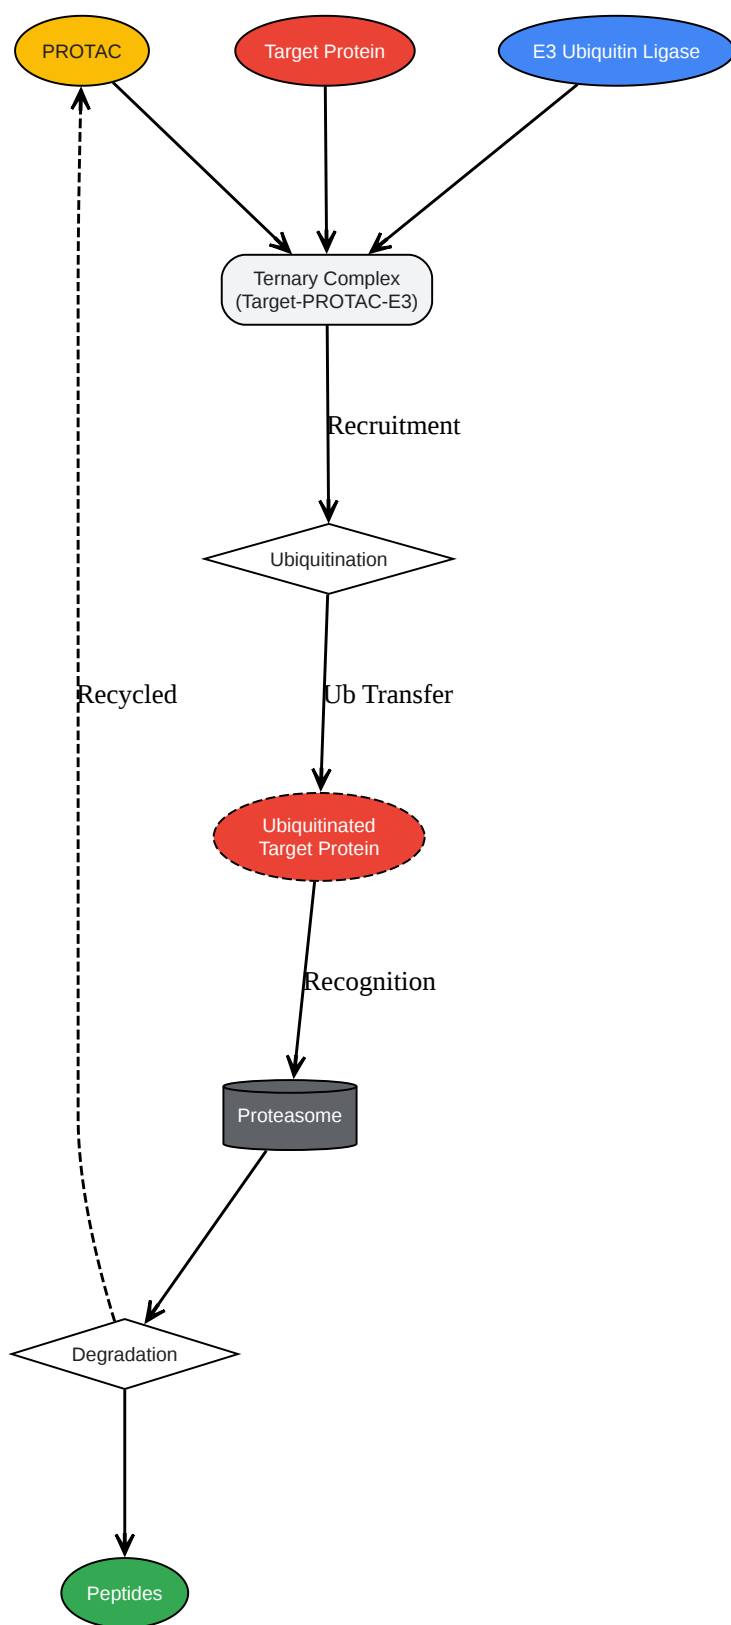 PROTAC
Target Protein
E3 Ubiquitin Ligase
Ternary Complex
(Target-PROTAC-E3)
Recruitment
Ubiquitination
Recycled
Ub Transfer
Ubiquitinated
Target Protein
Recognition
Proteasome
Degradation
Peptides